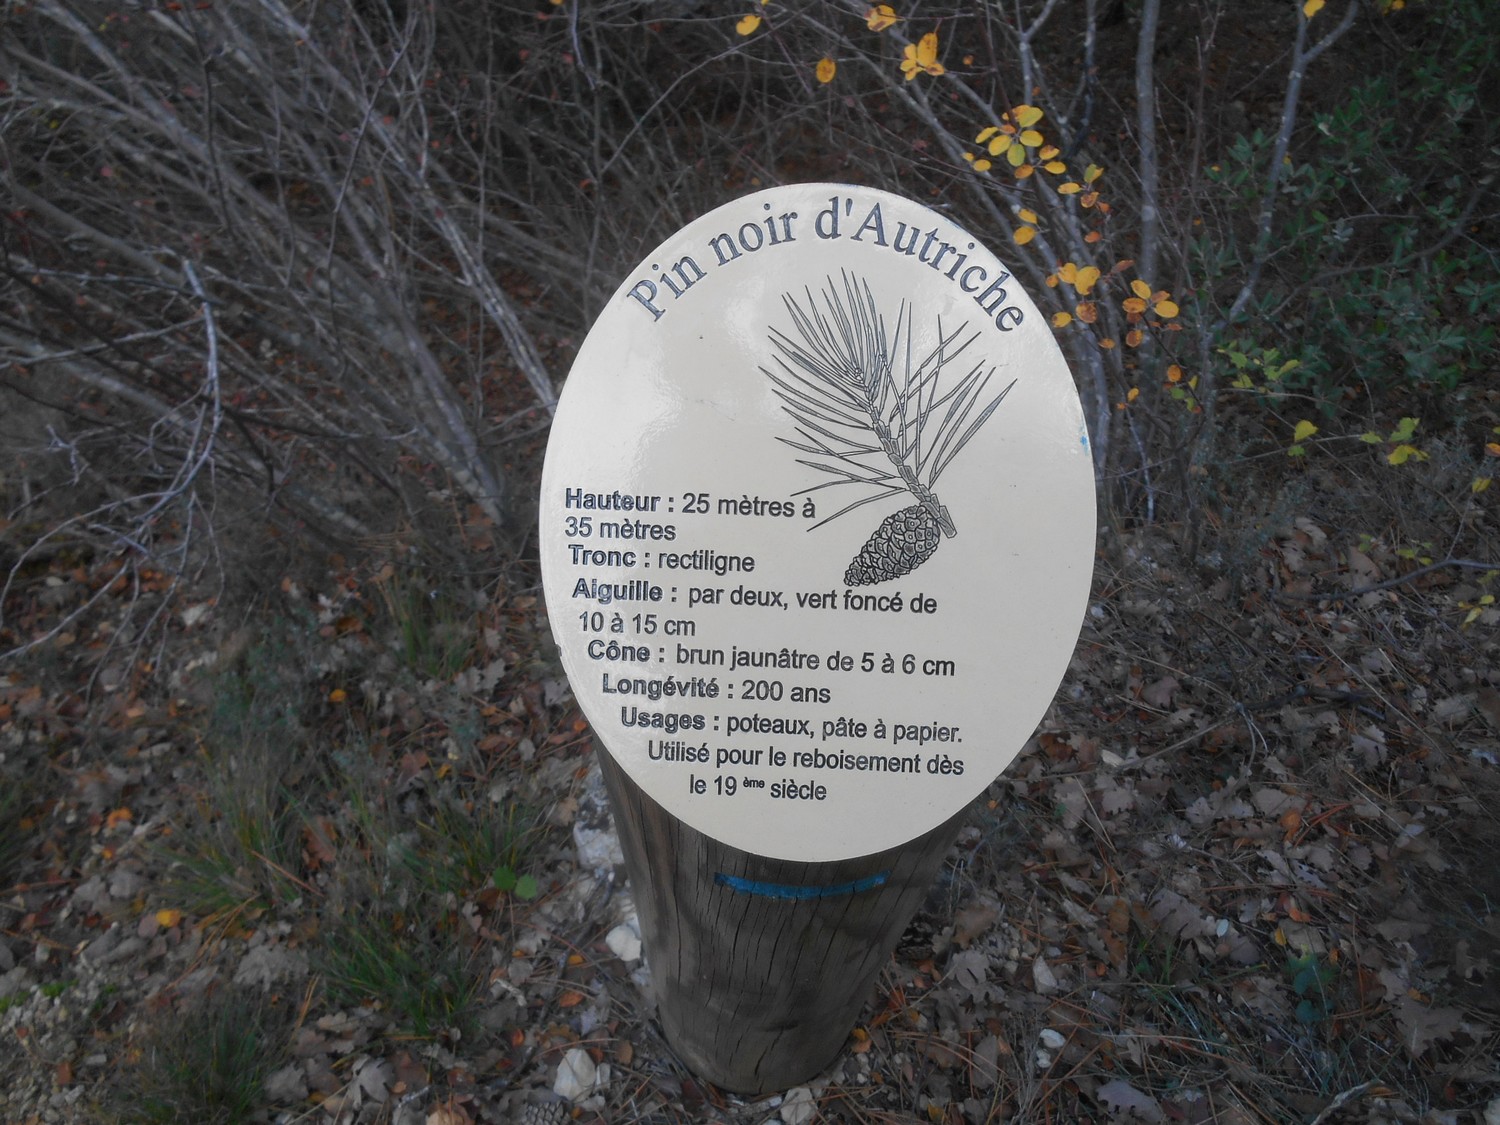 Pin noir d'Autriche
Hauteur : 25 mètres à
35 mètres
Tronc : rectiligne
Aiguille : par deux, vert foncé de
10 à 15 cm
Cône : brun jaunâtre de 5 à 6 cm
Longévité : 200 ans
Usages : poteaux, pâte à papier.
Utilisé pour le reboisement dès
le 19 ème siècle